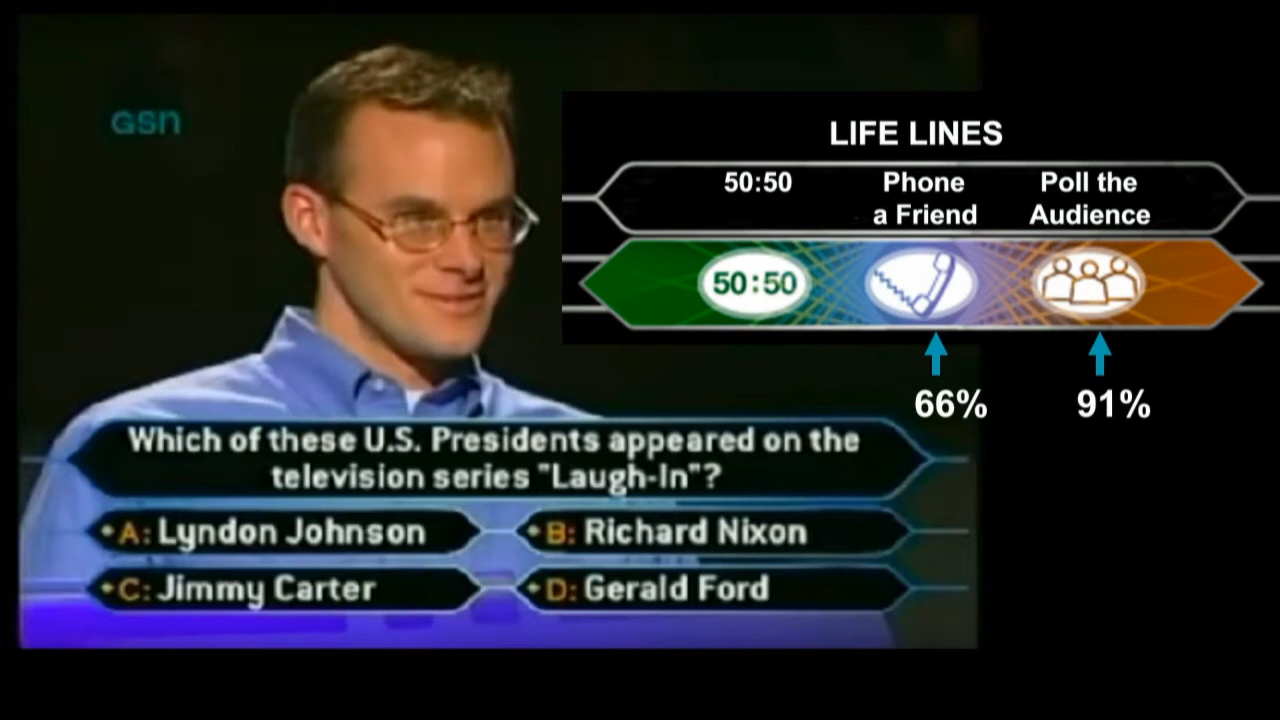 GSN
LIFE LINES
50:50
Phone
a Friend
Poll the
Audience
50:50
66%
91%
Which of these U.S. Presidents appeared on the
television series "Laugh-In"?
A: Lyndon Johnson
B: Richard Nixon
C: Jimmy Carter
D: Gerald Ford